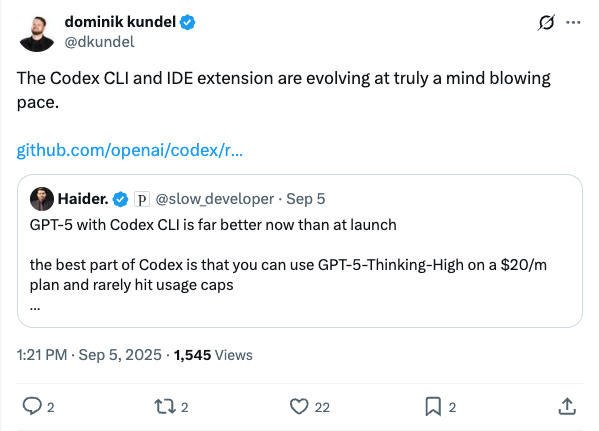 dominik kundel
@dkundel
The Codex CLI and IDE extension are evolving at truly a mind blowing
pace.
github.com/openai/codex/r...
Haider. P @slow_developer · Sep 5
GPT-5 with Codex CLI is far better now than at launch
the best part of Codex is that you can use GPT-5-Thinking-High on a $20/m
plan and rarely hit usage caps
...
1:21 PM · Sep 5, 2025 · 1,545 Views
2 2 22 2